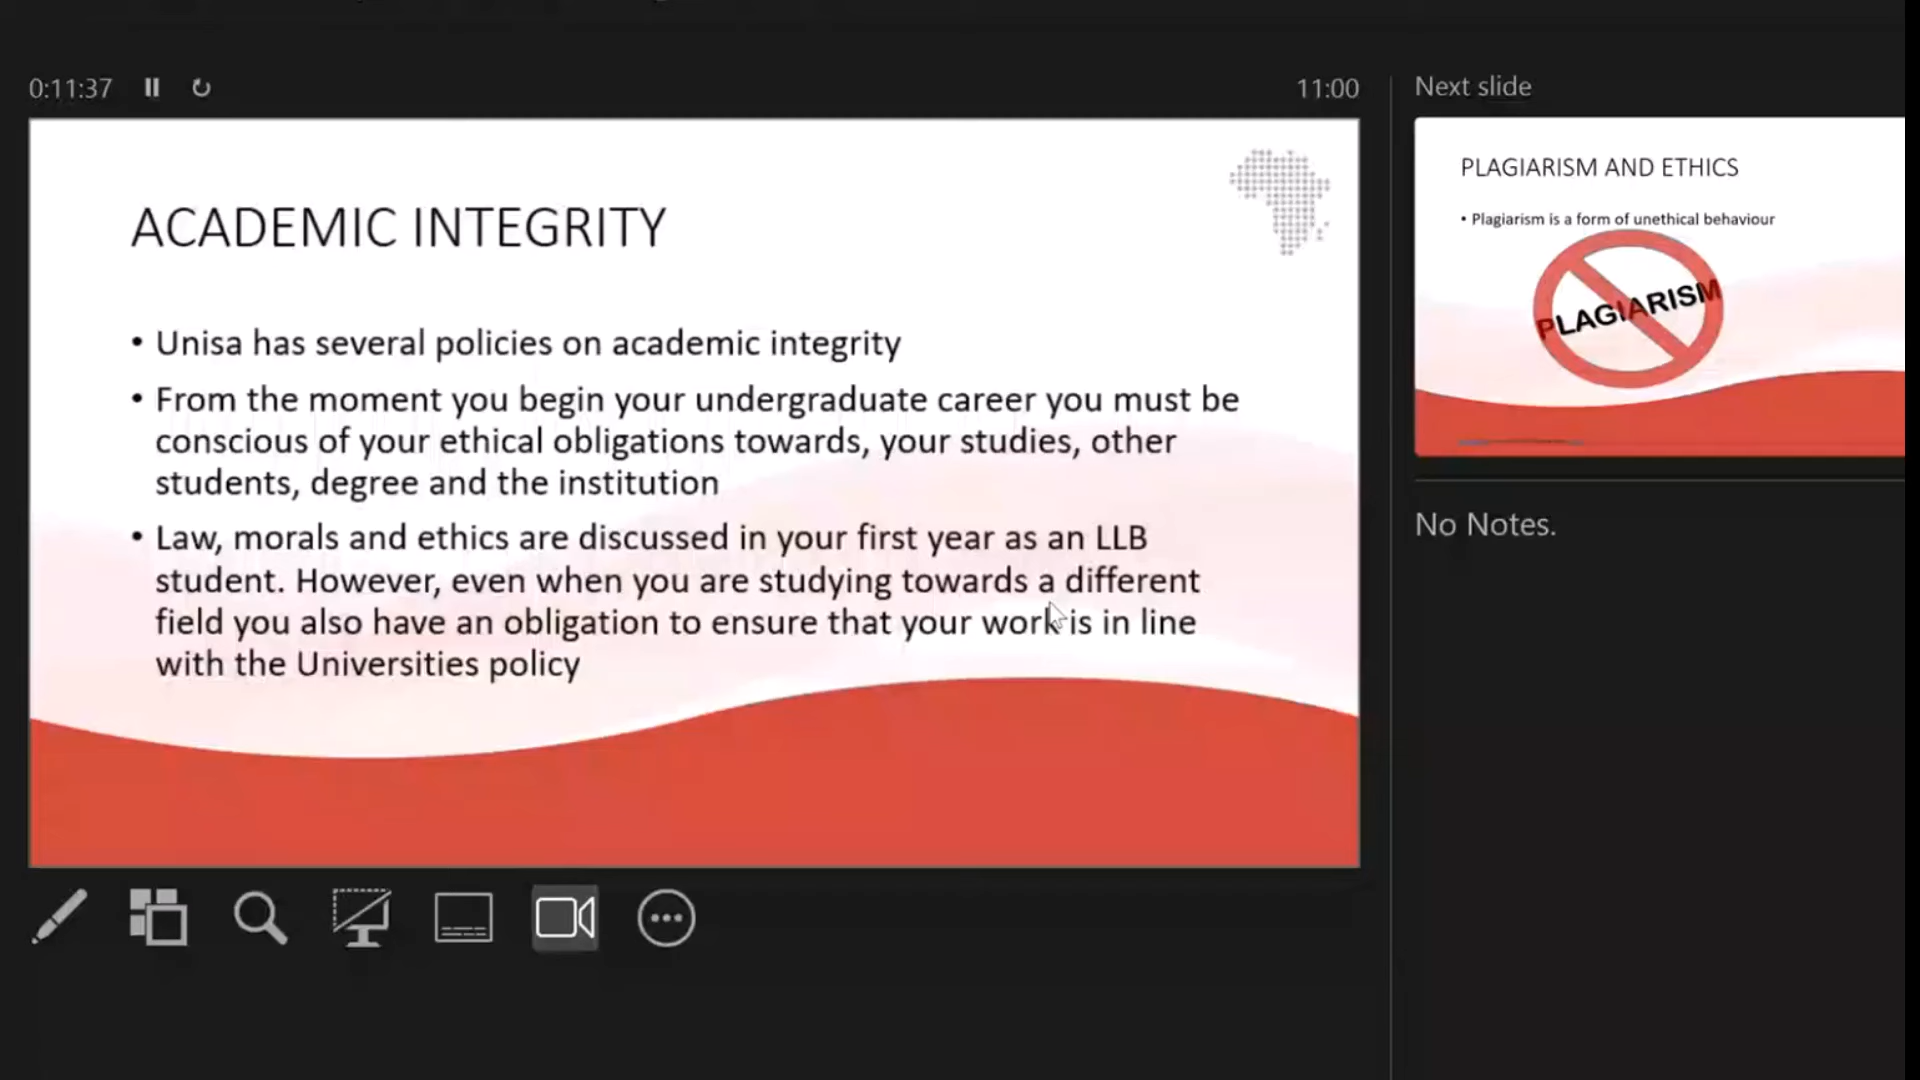 0:11:37
11:00
ACADEMIC INTEGRITY
• Unisa has several policies on academic integrity
• From the moment you begin your undergraduate career you must be
conscious of your ethical obligations towards, your studies, other
students, degree and the institution
• Law, morals and ethics are discussed in your first year as an LLB
student. However, even when you are studying towards a different
field you also have an obligation to ensure that your work is in line
with the Universities policy
Next slide
PLAGIARISM AND ETHICS
• Plagiarism is a form of unethical behaviour
PLAGIARISM
No Notes.